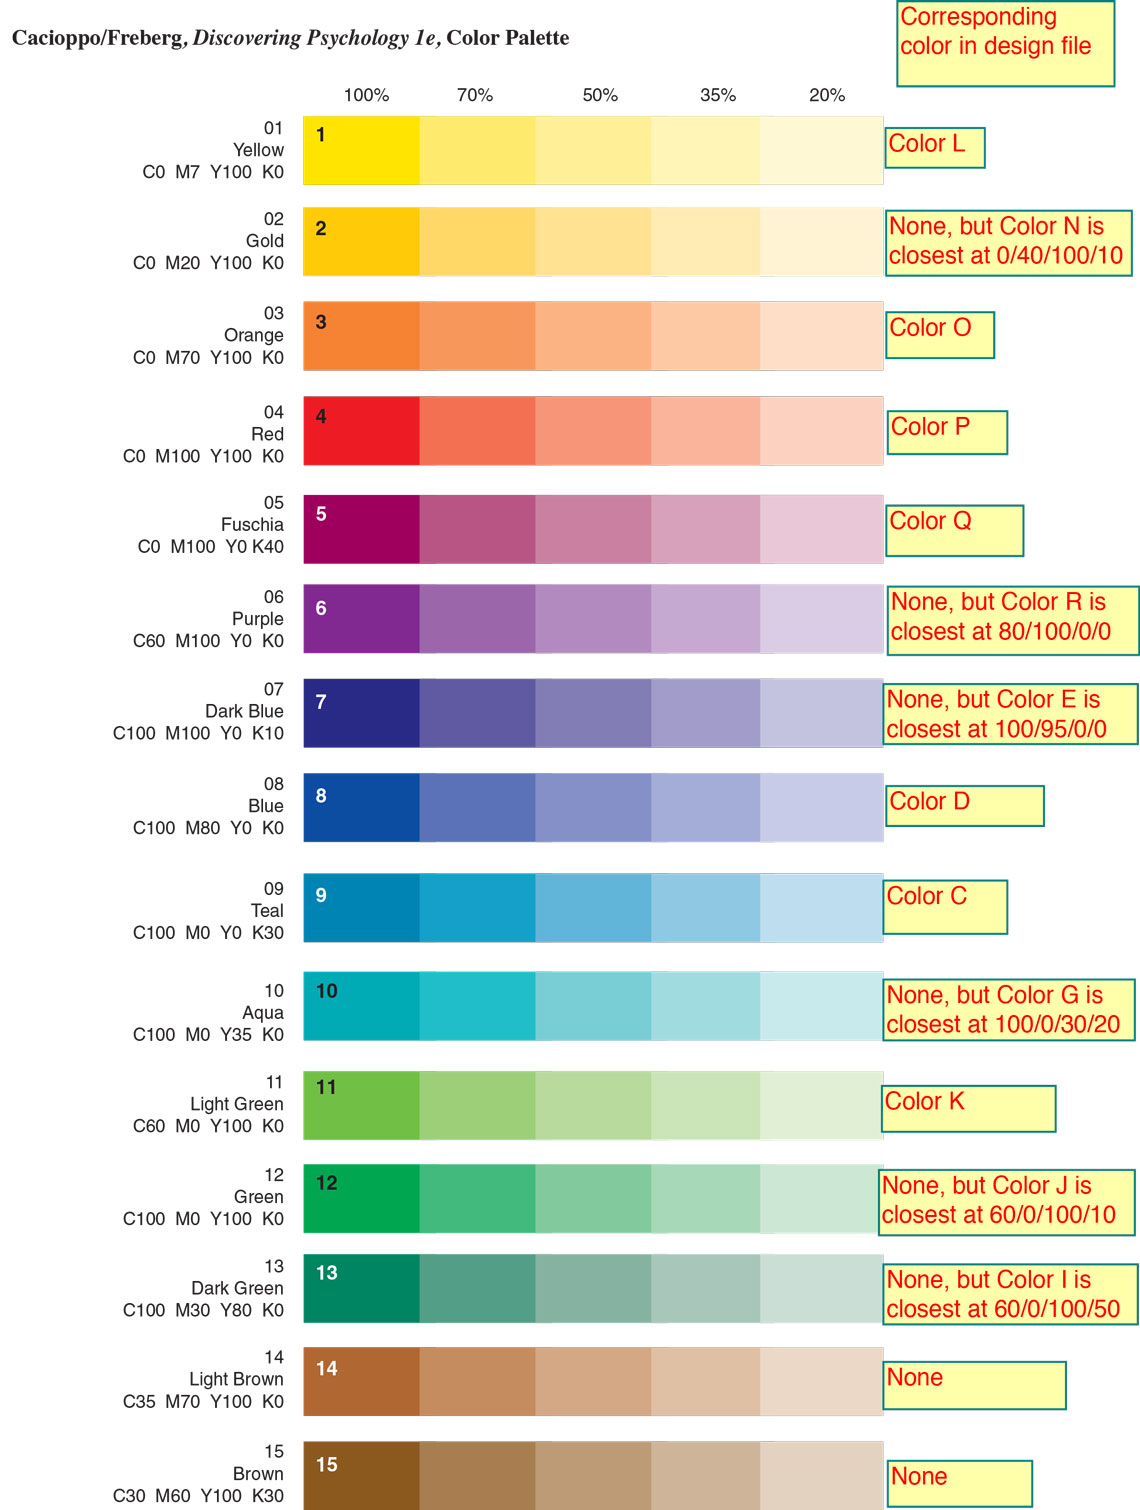 Corresponding
color in design file
Cacioppo/Freberg, Discovering Psychology 1e, Color Palette
100% 70% 50% 35% 20%
01
Yellow
C0 M7 Y100 K0
1
Color L
02
Gold
C0 M20 Y100 K0
2
None, but Color N is
closest at 0/40/100/10
03
Orange
C0 M70 Y100 K0
3
Color O
04
Red
C0 M100 Y100 K0
4
Color P
05
Fuschia
C0 M100 Y0 K40
5
Color Q
06
Purple
C60 M100 Y0 K0
6
None, but Color R is
closest at 80/100/0/0
07
Dark Blue
C100 M100 Y0 K10
7
None, but Color E is
closest at 100/95/0/0
08
Blue
C100 M80 Y0 K0
8
Color D
09
Teal
C100 M0 Y0 K30
9
Color C
10
Aqua
C100 M0 Y35 K0
10
None, but Color G is
closest at 100/0/30/20
11
Light Green
C60 M0 Y100 K0
11
Color K
12
Green
C100 M0 Y100 K0
12
None, but Color J is
closest at 60/0/100/10
13
Dark Green
C100 M30 Y80 K0
13
None, but Color I is
closest at 60/0/100/50
14
Light Brown
C35 M70 Y100 K0
14
None
15
Brown
C30 M60 Y100 K30
15
None